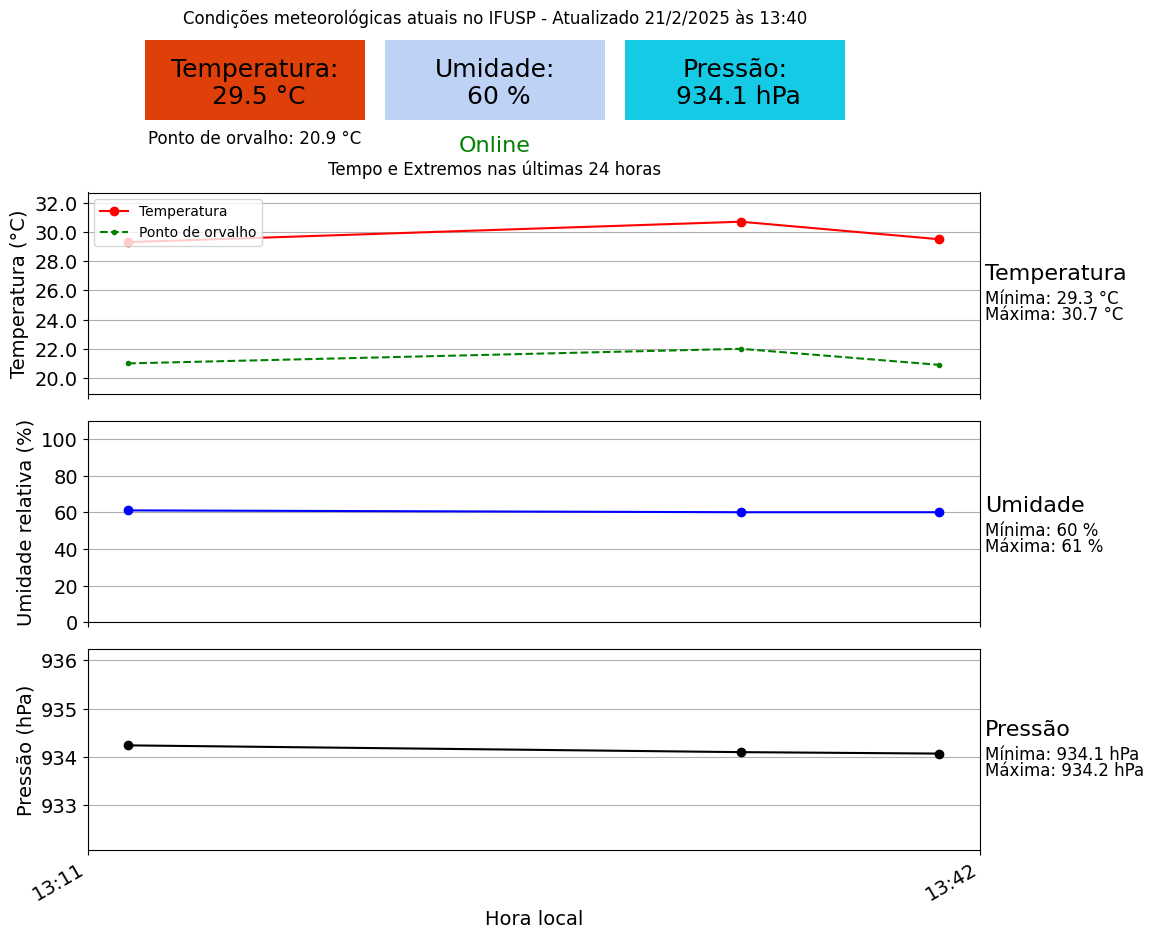 Condições meteorológicas atuais no IFUSP - Atualizado 21/2/2025 às 13:40
Temperatura:
29.5 °C
Umidade:
60 %
Pressão:
934.1 hPa
Ponto de orvalho: 20.9 °C
Online
Tempo e Extremos nas últimas 24 horas
Temperatura (°C)
32.0
30.0
28.0
26.0
24.0
22.0
20.0
Temperatura
Ponto de orvalho
Temperatura
Mínima: 29.3 °C
Máxima: 30.7 °C
Umidade relativa (%)
100
80
60
40
20
0
Umidade
Mínima: 60 %
Máxima: 61 %
Pressão (hPa)
936
935
934
933
Pressão
Mínima: 934.1 hPa
Máxima: 934.2 hPa
13:11
13:42
Hora local